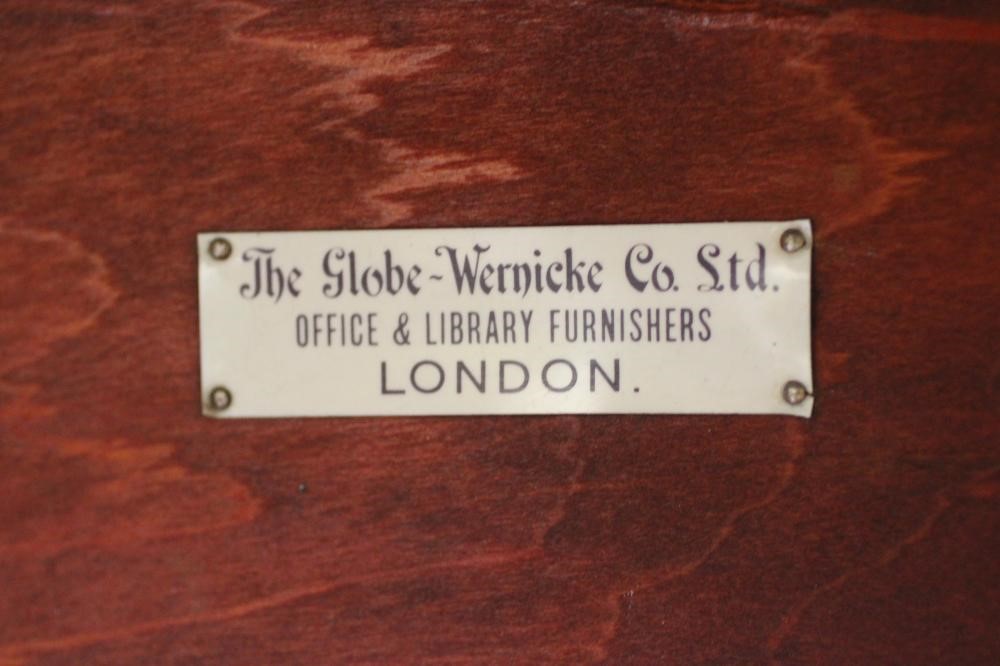 The Globe-Wernicke Co. Ltd.
OFFICE & LIBRARY FURNISHERS
LONDON.